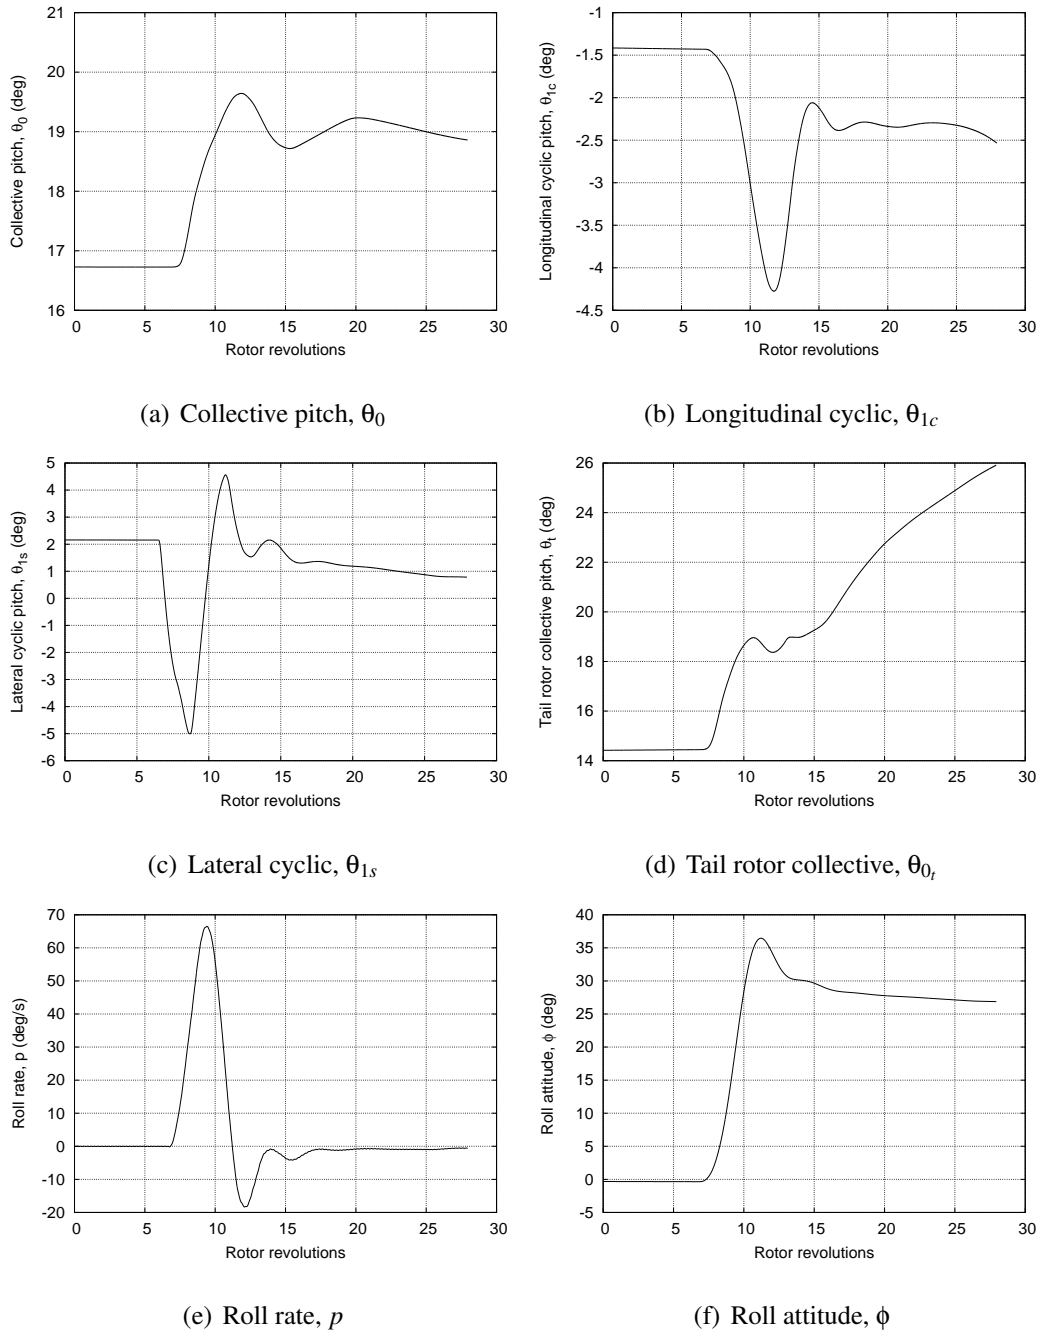 21
20
19
18
17
16
0 5 10 15 20 25 30
Collective pitch, θ0 (deg)
Rotor revolutions
(a) Collective pitch, θ0
-1
-1.5
-2
-2.5
-3
-3.5
-4
-4.5
0 5 10 15 20 25 30
Longitudinal cyclic pitch, θ1c (deg)
Rotor revolutions
(b) Longitudinal cyclic, θ1c
5
4
3
2
1
0
-1
-2
-3
-4
-5
-6
0 5 10 15 20 25 30
Lateral cyclic pitch, θ1s (deg)
Rotor revolutions
(c) Lateral cyclic, θ1s
26
24
22
20
18
16
14
0 5 10 15 20 25 30
Tail rotor collective pitch, θt (deg)
Rotor revolutions
(d) Tail rotor collective, θ0t
70
60
50
40
30
20
10
0
-10
-20
0 5 10 15 20 25 30
Roll rate, p (deg/s)
Rotor revolutions
(e) Roll rate, p
40
35
30
25
20
15
10
5
0
-5
0 5 10 15 20 25 30
Roll attitude, ϕ (deg)
Rotor revolutions
(f) Roll attitude, ϕ